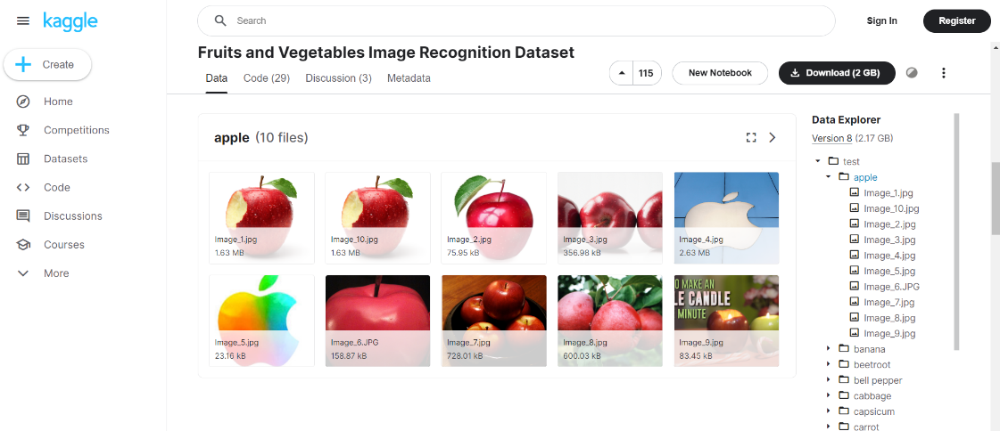 kaggle
Search
Sign In
Register
Create
Home
Competitions
Datasets
Code
Discussions
Courses
More
Fruits and Vegetables Image Recognition Dataset
115
New Notebook
Download (2 GB)
Data
Code (29)
Discussion (3)
Metadata
apple (10 files)
Image_1.jpg
1.63 MB
Image_10.jpg
1.63 MB
Image_2.jpg
75.95 kB
Image_3.jpg
356.98 kB
Image_4.jpg
2.63 MB
Image_5.jpg
23.16 kB
Image_6.JPG
158.87 kB
Image_7.jpg
728.01 kB
Image_8.jpg
600.03 kB
O MAKE AN
LE CANDLE
MINUTE
Image_9.jpg
83.45 kB
Data Explorer
Version 8 (2.17 GB)
test
apple
Image_1.jpg
Image_10.jpg
Image_2.jpg
Image_3.jpg
Image_4.jpg
Image_5.jpg
Image_6.JPG
Image_7.jpg
Image_8.jpg
Image_9.jpg
banana
beetroot
bell pepper
cabbage
capsicum
carrot